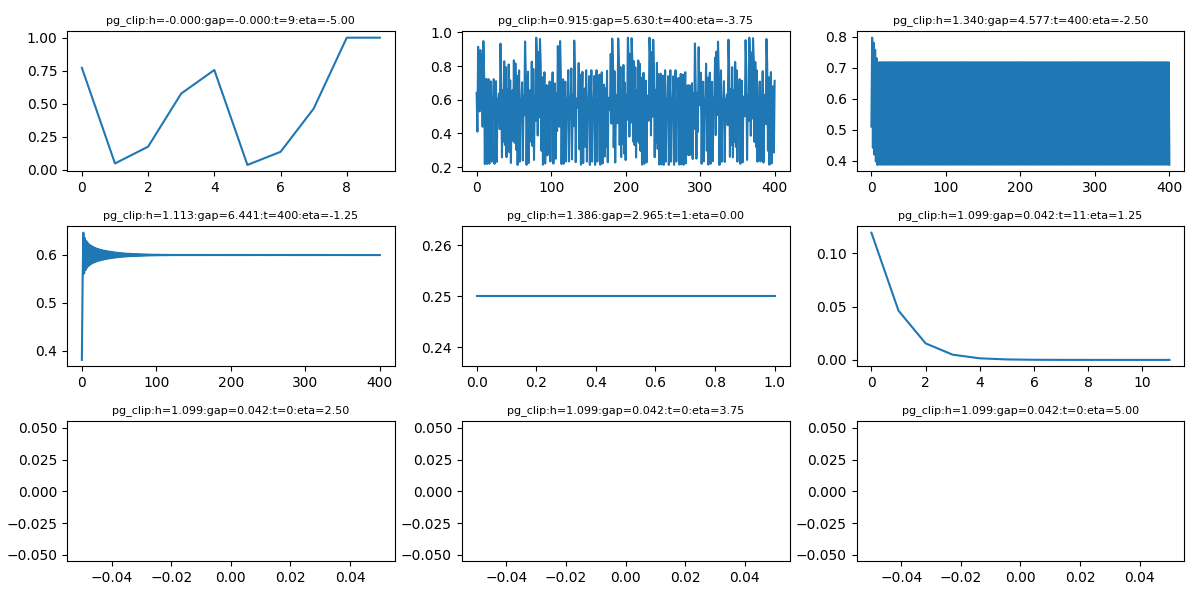 pg_clip:h=-0.000:gap=-0.000:t=9:eta=-5.00
1.00
0.75
0.50
0.25
0.00
0 2 4 6 8
pg_clip:h=0.915:gap=5.630:t=400:eta=-3.75
1.0
0.8
0.6
0.4
0.2
0 100 200 300 400
pg_clip:h=1.340:gap=4.577:t=400:eta=-2.50
0.8
0.7
0.6
0.5
0.4
0 100 200 300 400
pg_clip:h=1.113:gap=6.441:t=400:eta=-1.25
0.6
0.5
0.4
0 100 200 300 400
pg_clip:h=1.386:gap=2.965:t=1:eta=0.00
0.26
0.25
0.24
0.0 0.2 0.4 0.6 0.8 1.0
pg_clip:h=1.099:gap=0.042:t=11:eta=1.25
0.10
0.05
0.00
0 2 4 6 8 10
pg_clip:h=1.099:gap=0.042:t=0:eta=2.50
0.050
0.025
0.000
−0.025
−0.050
−0.04 −0.02 0.00 0.02 0.04
pg_clip:h=1.099:gap=0.042:t=0:eta=3.75
0.050
0.025
0.000
−0.025
−0.050
−0.04 −0.02 0.00 0.02 0.04
pg_clip:h=1.099:gap=0.042:t=0:eta=5.00
0.050
0.025
0.000
−0.025
−0.050
−0.04 −0.02 0.00 0.02 0.04